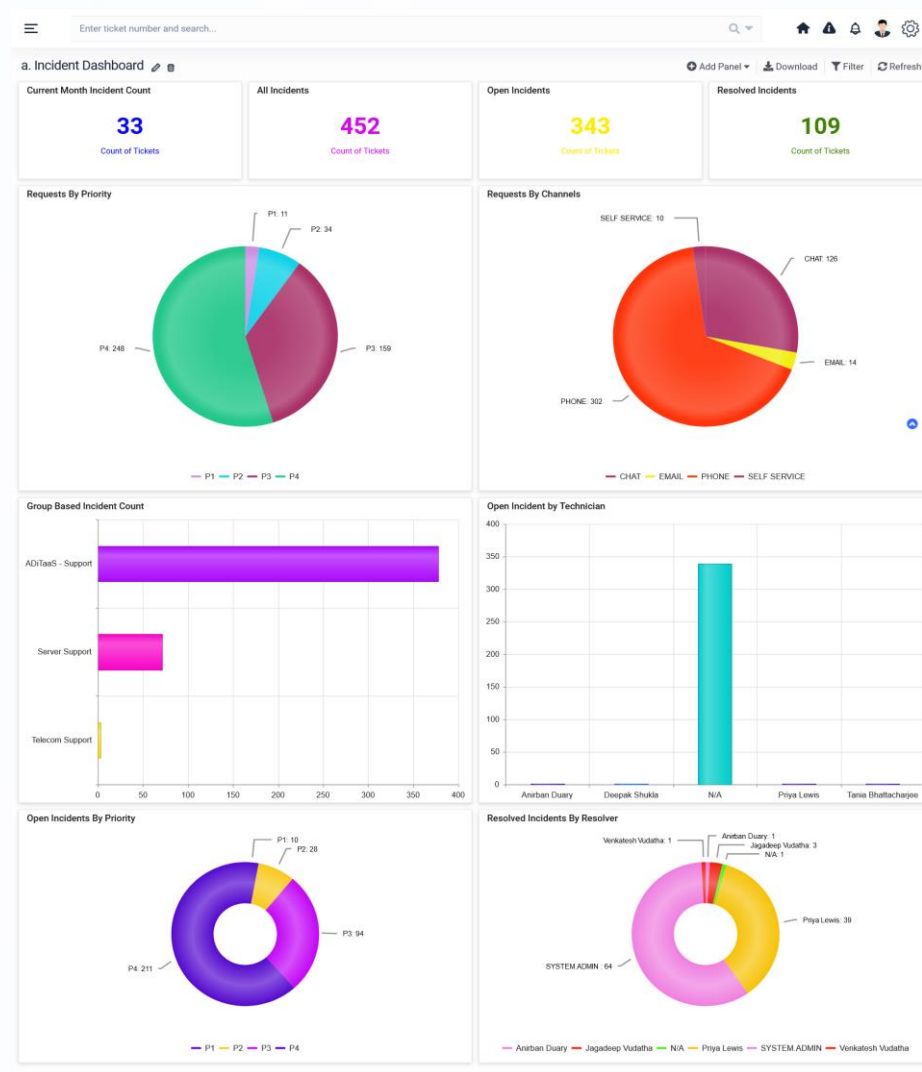 Enter ticket number and search...
a. Incident Dashboard
Add Panel
Download
Filter
Refresh
Current Month Incident Count
33
Count of Tickets
All Incidents
452
Count of Tickets
Open Incidents
343
Count of Tickets
Resolved Incidents
109
Count of Tickets
Requests By Priority
P1: 11
P2: 34
P4: 248
P3: 159
P1 P2 P3 P4
Requests By Channels
SELF SERVICE: 10
CHAT: 126
EMAIL: 14
PHONE: 302
CHAT EMAIL PHONE SELF SERVICE
Group Based Incident Count
ADiTaaS - Support
Server Support
Telecom Support
0 50 100 150 200 250 300 350 400
Open Incident by Technician
400
350
300
250
200
150
100
50
0
Anirban Duary Deepak Shukla N/A Priya Lewis Tania Bhattacharjee
Open Incidents By Priority
P1: 10
P2: 28
P3: 94
P4: 211
P1 P2 P3 P4
Resolved Incidents By Resolver
Venkatesh Vudatha: 1
Anirban Duary: 1
Jagadeep Vudatha: 3
N/A: 1
Priya Lewis: 39
SYSTEM.ADMIN : 64
Anirban Duary Jagadeep Vudatha N/A Priya Lewis SYSTEM.ADMIN Venkatesh Vudatha